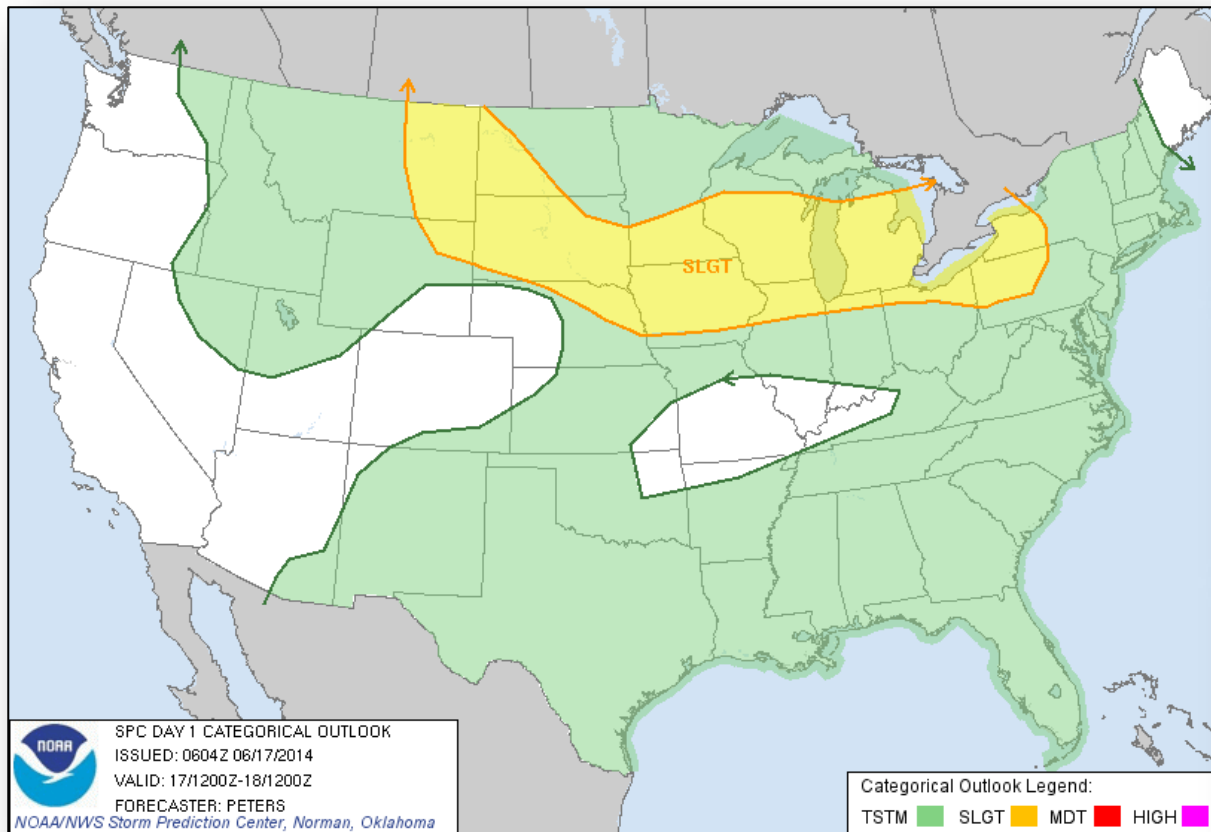 SLGT
NOAA
SPC DAY 1 CATEGORICAL OUTLOOK
ISSUED: 0604Z 06/17/2014
VALID: 17/1200Z-18/1200Z
FORECASTER: PETERS
NOAA/NWS Storm Prediction Center, Norman, Oklahoma
Categorical Outlook Legend:
TSTM SLGT MDT HIGH